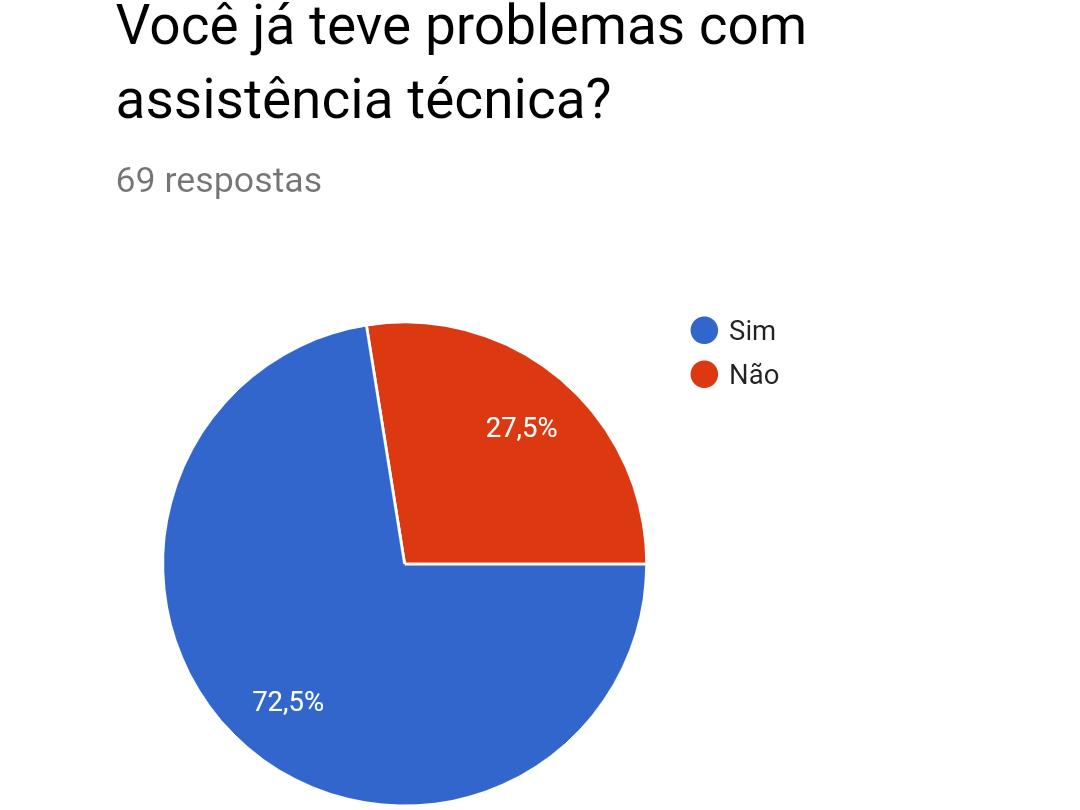 Você já teve problemas com
assistência técnica?
69 respostas
Sim
Não
27,5%
72,5%